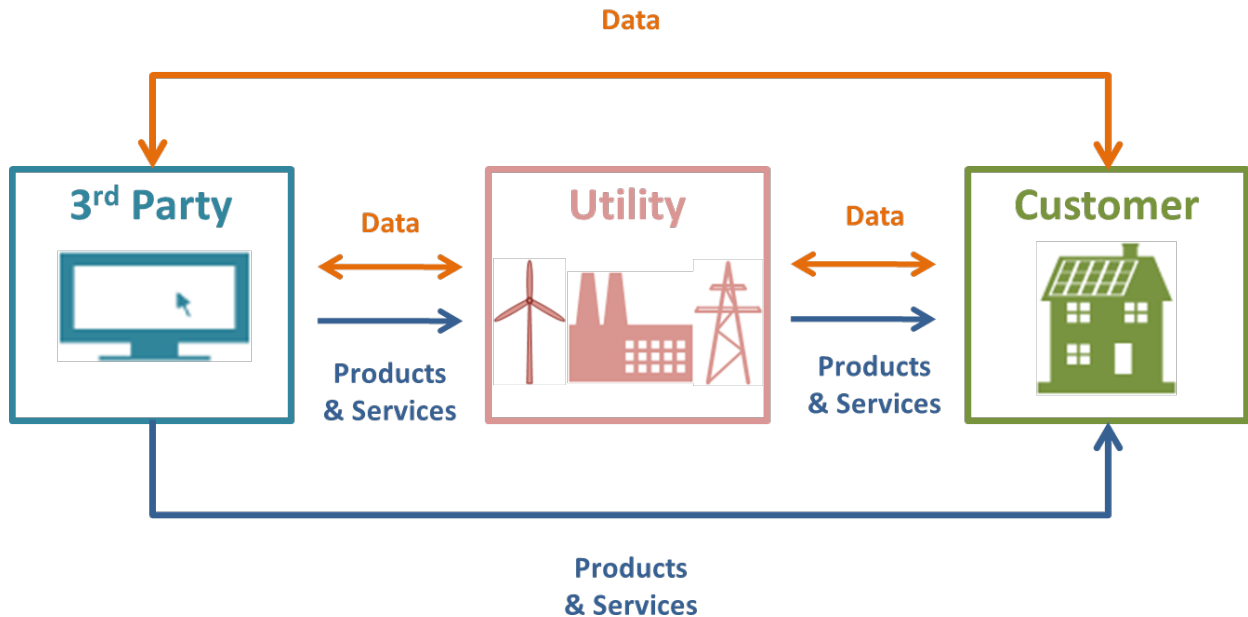 Data
3rd Party
Utility
Customer
Data
Data
Products
& Services
Products
& Services
Products
& Services